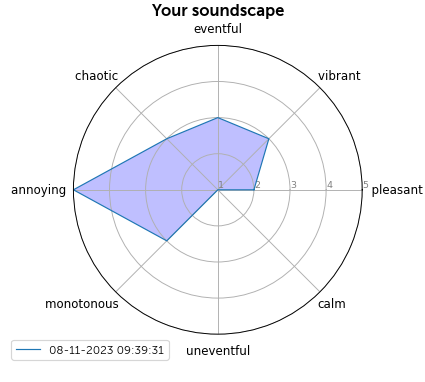 Your soundscape
eventful
chaotic
vibrant
annoying
1
2
3
4
5
pleasant
monotonous
calm
08-11-2023 09:39:31
uneventful